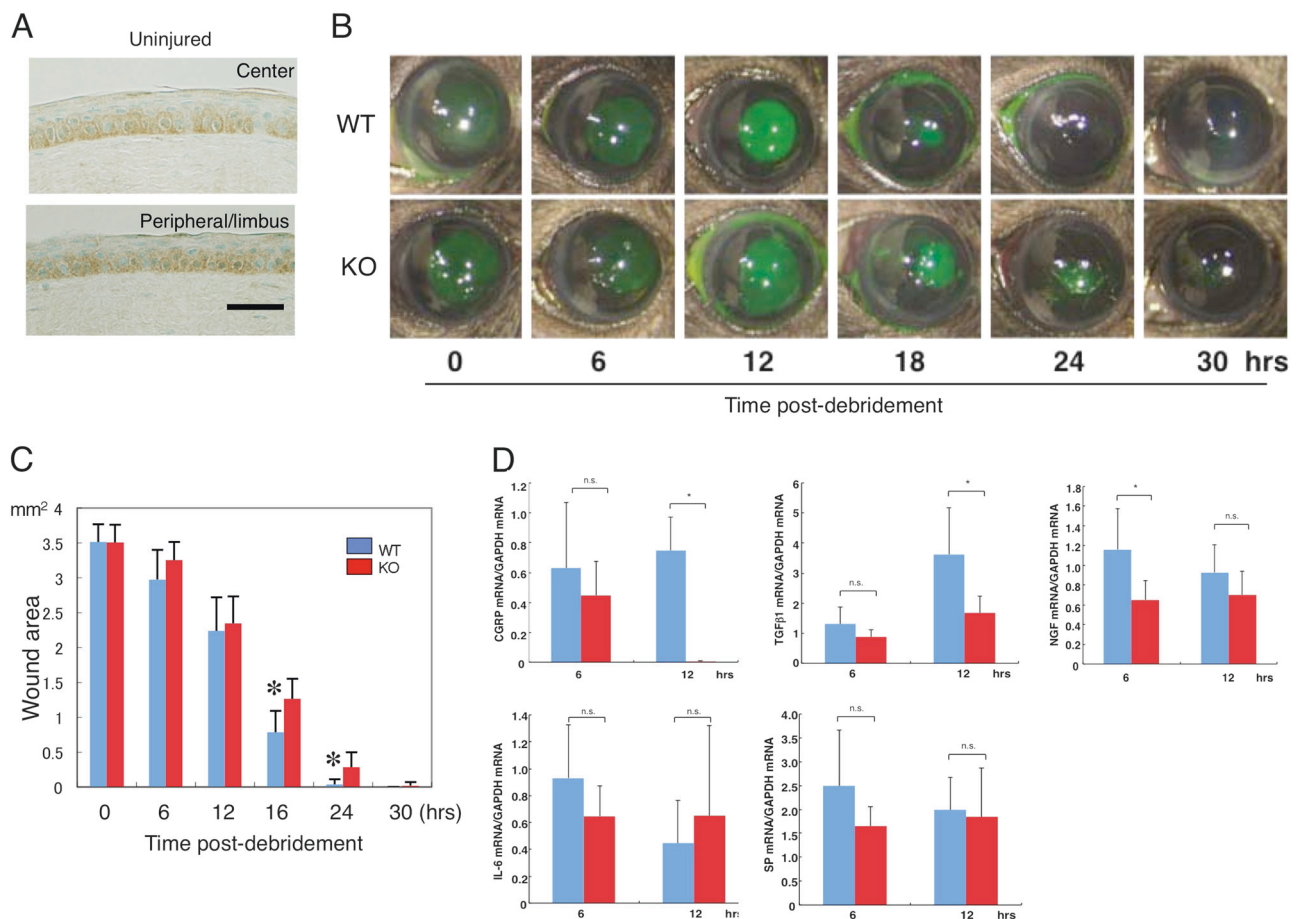 A
B
Uninjured
Center
Peripheral/limbus
WT
KO
0 6 12 18 24 30 hrs
Time post-debridement
C
mm2
4
3.5
3
2.5
2
1.5
1
0.5
0
Wound area
WT
KO
*
*
0 6 12 16 24 30 (hrs)
Time post-debridement
D
CGRP mRNA/GAPDH mRNA
1.2
1.0
0.8
0.6
0.4
0.2
0
n.s.
*
6 12 hrs
TGFβ1 mRNA/GAPDH mRNA
6
5
4
3
2
1
0
n.s.
*
6 12 hrs
NGF mRNA/GAPDH mRNA
1.8
1.6
1.4
1.2
1.0
0.8
0.6
0.4
0.2
0
*
n.s.
6 12 hrs
IL-6 mRNA/GAPDH mRNA
1.4
1.2
1.0
0.8
0.6
0.4
0.2
0
n.s.
n.s.
6 12 hrs
SP mRNA/GAPDH mRNA
4.0
3.5
3.0
2.5
2.0
1.5
1.0
0.5
0
n.s.
n.s.
6 12 hrs